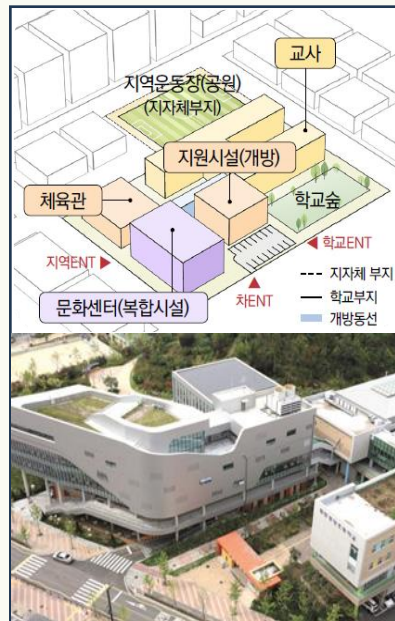 교사
지역운동장(공원)
(지자체부지)
지원시설(개방)
체육관
학교숲
지역ENT ▶
◀ 학교ENT
▲
차ENT
문화센터(복합시설)
지자체 부지
학교부지
개방동선